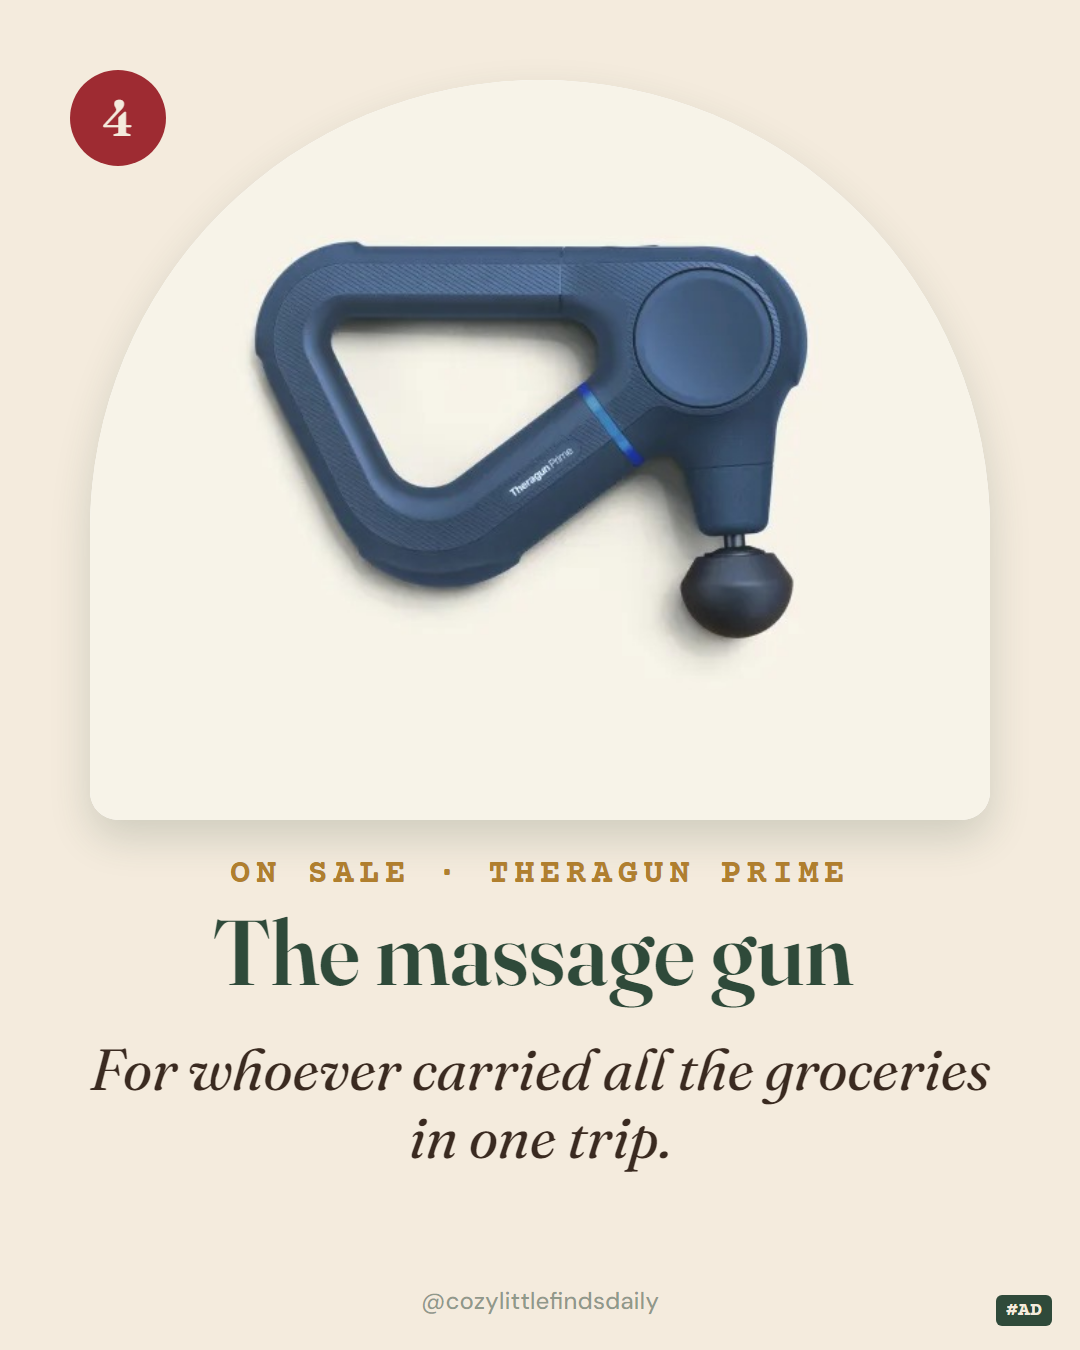 4
Theragun Prime
ON SALE · THERAGUN PRIME
The massage gun
For whoever carried all the groceries
in one trip.
@cozylittlefindsdaily
#AD